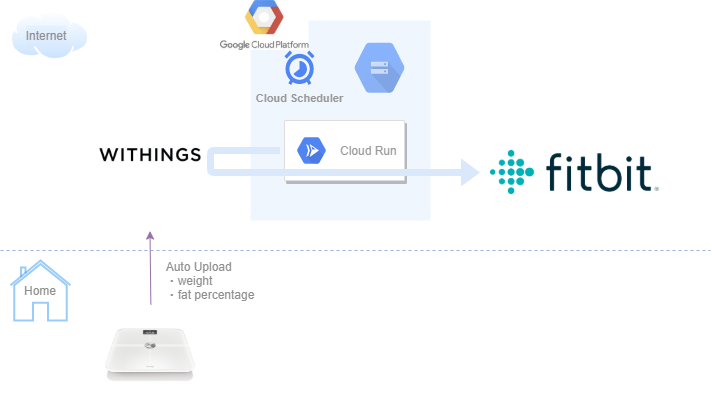 Internet
Google Cloud Platform
Cloud Scheduler
WITHINGS
Cloud Run
fitbit
Auto Upload
・weight
・fat percentage
Home